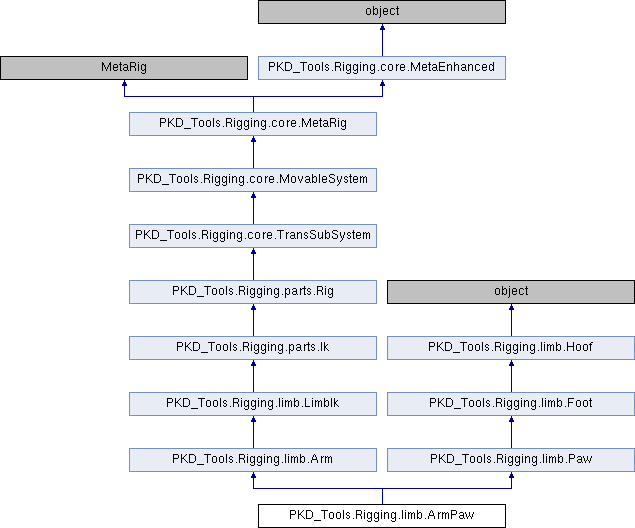 object
MetaRig
PKD_Tools.Rigging.core.MetaEnhanced
PKD_Tools.Rigging.core.MetaRig
PKD_Tools.Rigging.core.MovableSystem
PKD_Tools.Rigging.core.TransSubSystem
PKD_Tools.Rigging.parts.Rig
object
PKD_Tools.Rigging.parts.Ik
PKD_Tools.Rigging.limb.Hoof
PKD_Tools.Rigging.limb.LimbIk
PKD_Tools.Rigging.limb.Foot
PKD_Tools.Rigging.limb.Arm
PKD_Tools.Rigging.limb.Paw
PKD_Tools.Rigging.limb.ArmPaw